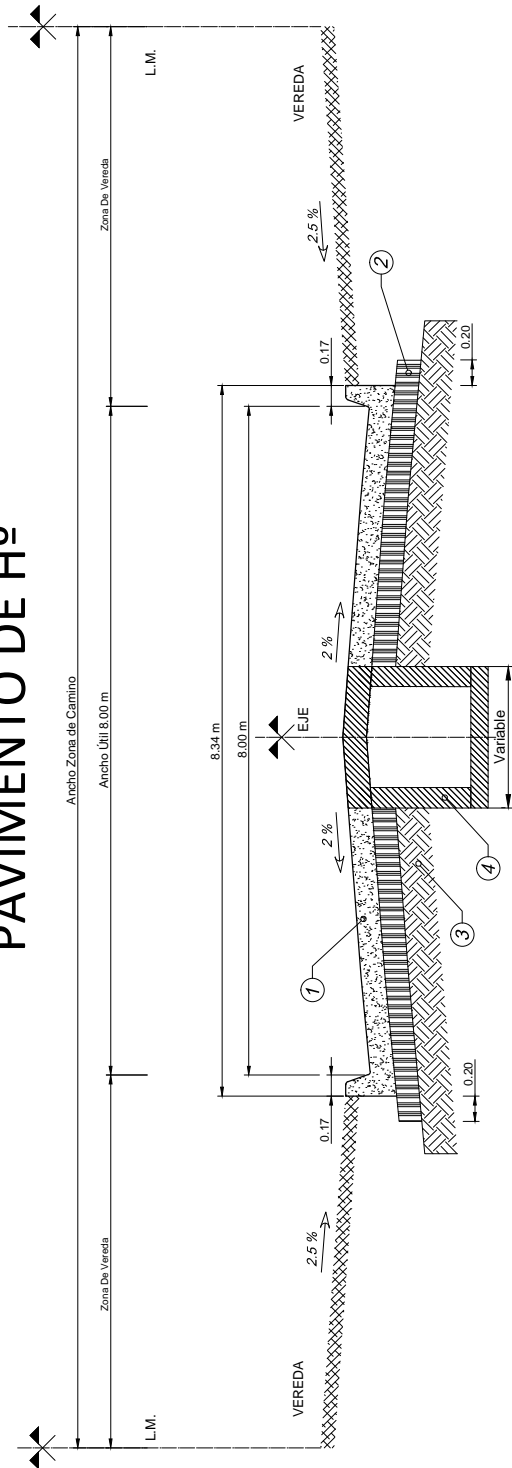 PAVIMENTO DE Hº
Ancho Zona de Camino
Zona De Vereda
Ancho Útil 8.00 m
Zona De Vereda
L.M.
L.M.
8.34 m
8.00 m
EJE
VEREDA
VEREDA
2.5 %
0.17
2 %
2 %
0.17
2.5 %
1
2
3
4
0.20
Variable
0.20